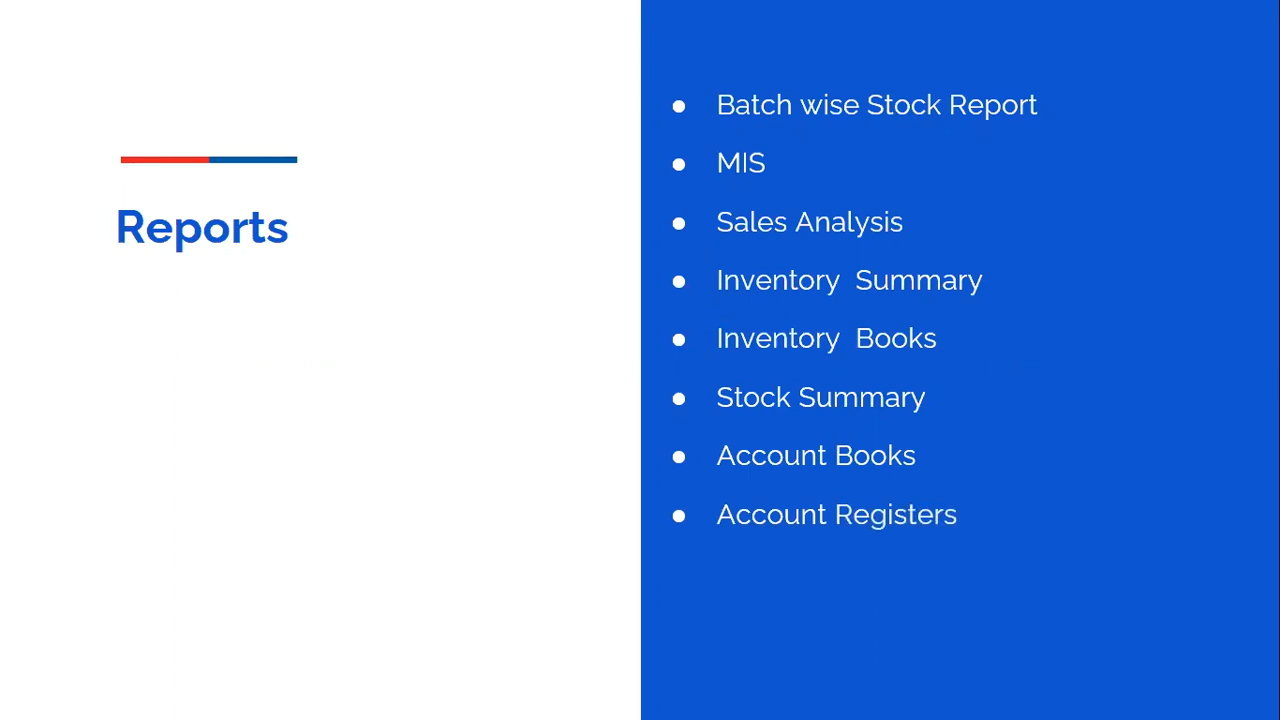 Reports
Batch wise Stock Report
MIS
Sales Analysis
Inventory  Summary
Inventory  Books
Stock Summary
Account Books
Account Registers